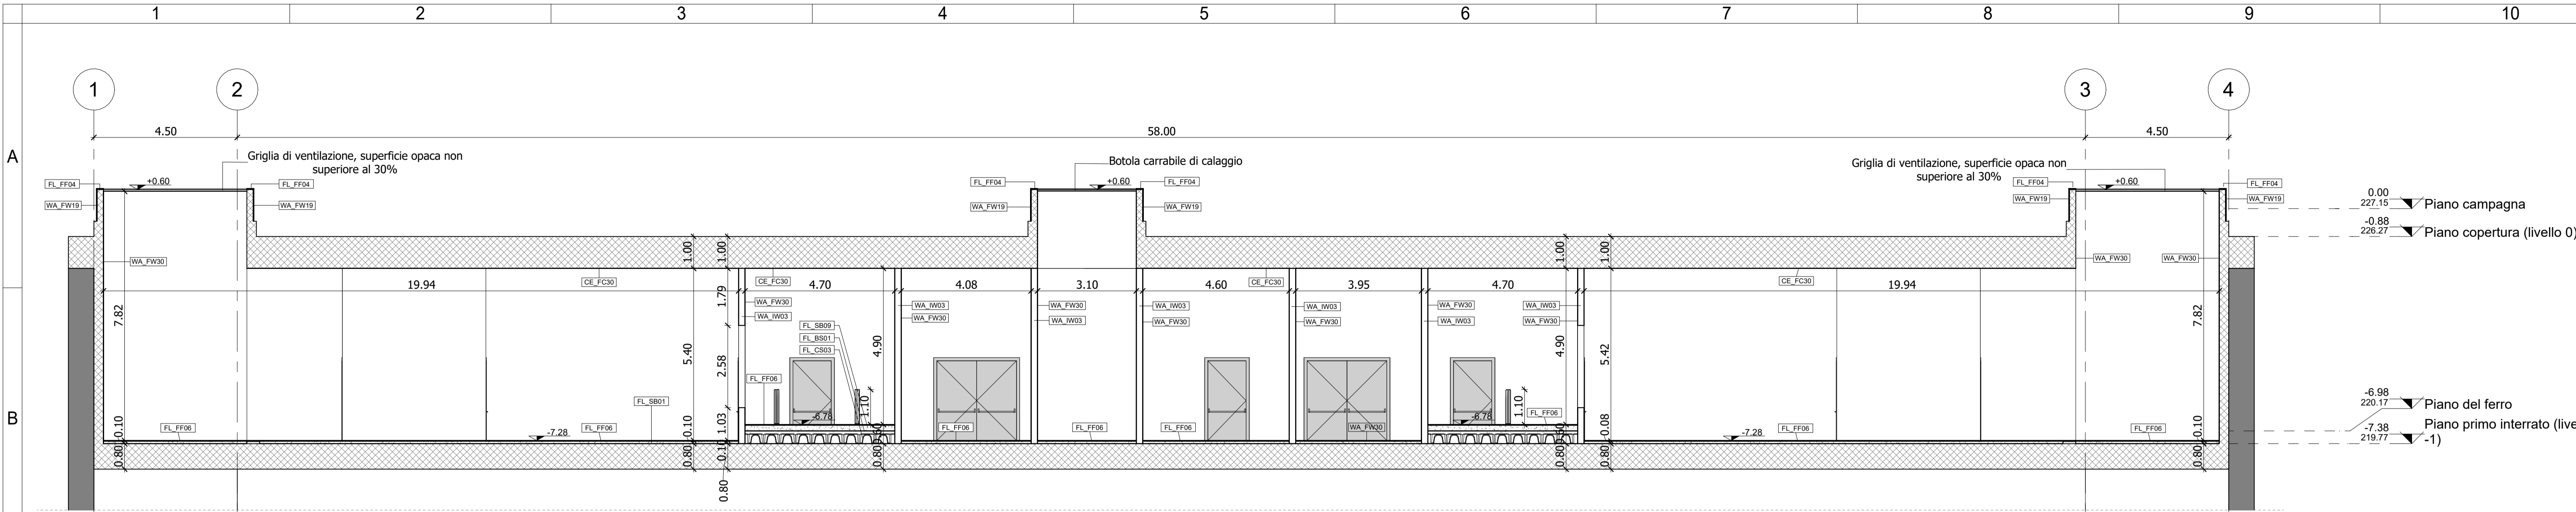 1 2 3 4 5 6 7 8 9 10
A
B
1 2 3 4
4.50 58.00 4.50
Griglia di ventilazione, superficie opaca non
superiore al 30%
Botola carrabile di calaggio
Griglia di ventilazione, superficie opaca non
superiore al 30%
FL_FF04 +0.60 FL_FF04 FL_FF04 +0.60 FL_FF04 FL_FF04 +0.60 FL_FF04
WA_FW19 WA_FW19 WA_FW19 WA_FW19 WA_FW19 WA_FW19
0.00
227.15 Piano campagna
-0.88
226.27 Piano copertura (livello 0)
1.00 1.00 1.00 1.00
WA_FW30 WA_FW30 WA_FW30
CE_FC30 CE_FC30 CE_FC30 CE_FC30
19.94 4.70 4.08 3.10 4.60 3.95 4.70 19.94
7.82 1.79 7.82
WA_FW30 WA_IW03 WA_FW30 WA_IW03 WA_IW03 WA_FW30 WA_IW03
WA_IW03 WA_FW30 WA_IW03 WA_FW30 WA_FW30 WA_IW03 WA_FW30
FL_SB09
FL_BS01
FL_CS03
5.40 2.58 4.90 4.90 5.42
FL_FF06
1.10 1.10
FL_SB01
-6.78 -6.78 FL_FF06
0.10 FL_FF06 -7.28 FL_FF06 0.10 1.03 FL_FF06 FL_FF06 FL_FF06 WA_FW30 0.08 -7.28 FL_FF06 FL_FF06 0.10
0.80 0.80 0.10 0.80 0.60 0.80 0.60 0.80 0.80
0.80
-6.98
220.17 Piano del ferro
-7.38
219.77 Piano primo interrato (live
-1)